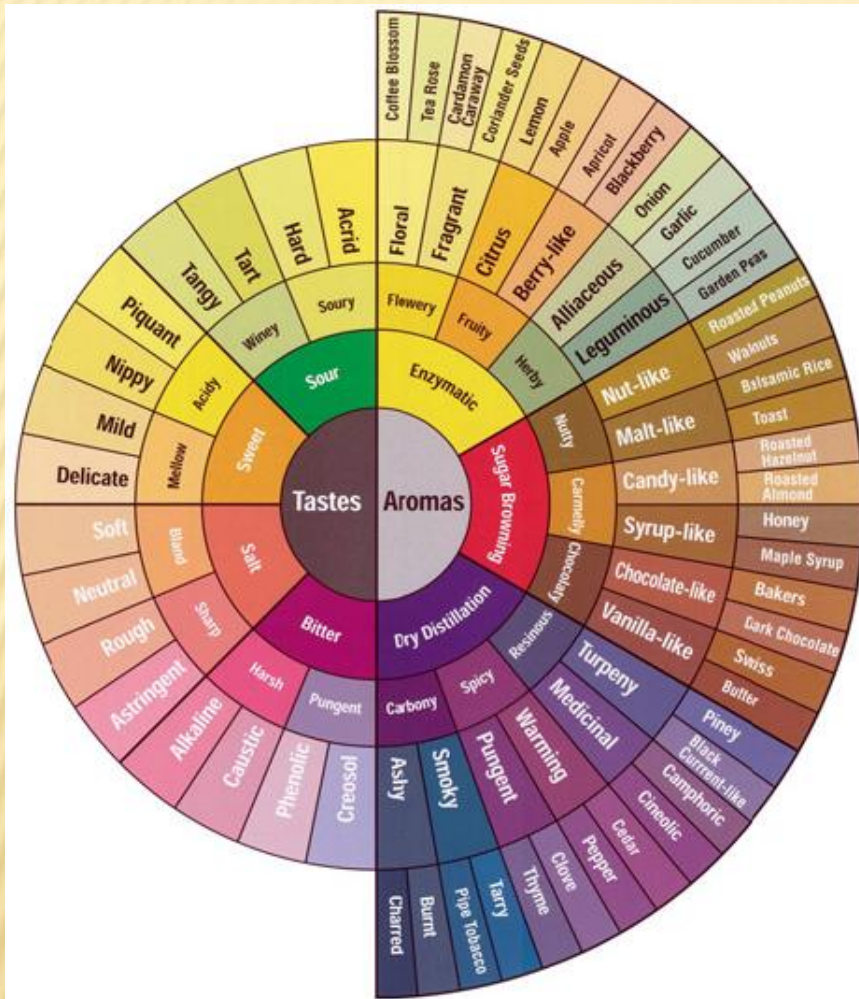 Tastes
Aromas
Sour
Sweet
Salt
Bitter
Enzymatic
Sugar Browning
Dry Distillation
Soury
Winey
Acidy
Mellow
Bland
Sharp
Harsh
Pungent
Acrid
Hard
Tart
Tangy
Piquant
Nippy
Mild
Delicate
Soft
Neutral
Rough
Astringent
Alkaline
Caustic
Phenolic
Creosol
Flowery
Fruity
Herby
Nutty
Carmelly
Chocolaty
Resinous
Spicy
Carbony
Floral
Fragrant
Citrus
Berry-like
Alliaceous
Leguminous
Nut-like
Malt-like
Candy-like
Syrup-like
Chocolate-like
Vanilla-like
Turpeny
Medicinal
Warming
Pungent
Smoky
Ashy
Coffee Blossom
Tea Rose
Cardamon
Caraway
Coriander Seeds
Lemon
Apple
Apricot
Blackberry
Onion
Garlic
Cucumber
Garden Peas
Roasted Peanuts
Walnuts
Balsamic Rice
Toast
Roasted
Hazelnut
Roasted
Almond
Honey
Maple Syrup
Bakers
Dark Chocolate
Swiss
Butter
Piney
Black
Currrent-like
Camphoric
Cineolic
Cedar
Pepper
Clove
Thyme
Tarry
Pipe Tobacco
Burnt
Charred